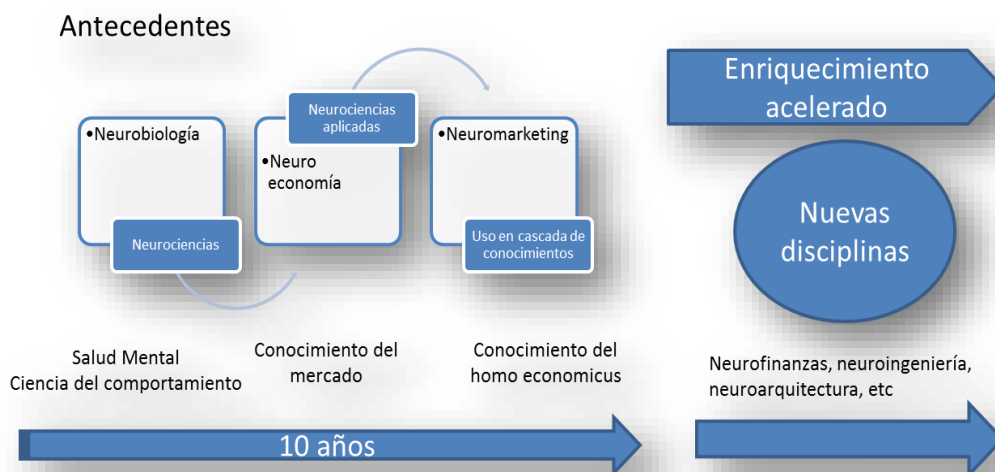 Antecedentes
•Neurobiología
Neurociencias
Neurociencias
aplicadas
•Neuro
economía
•Neuromarketing
Uso en cascada de
conocimientos
Enriquecimiento
acelerado
Nuevas
disciplinas
Salud Mental
Ciencia del comportamiento
Conocimiento del
mercado
Conocimiento del
homo economicus
Neurofinanzas, neuroingeniería,
neuroarquitectura, etc
10 años